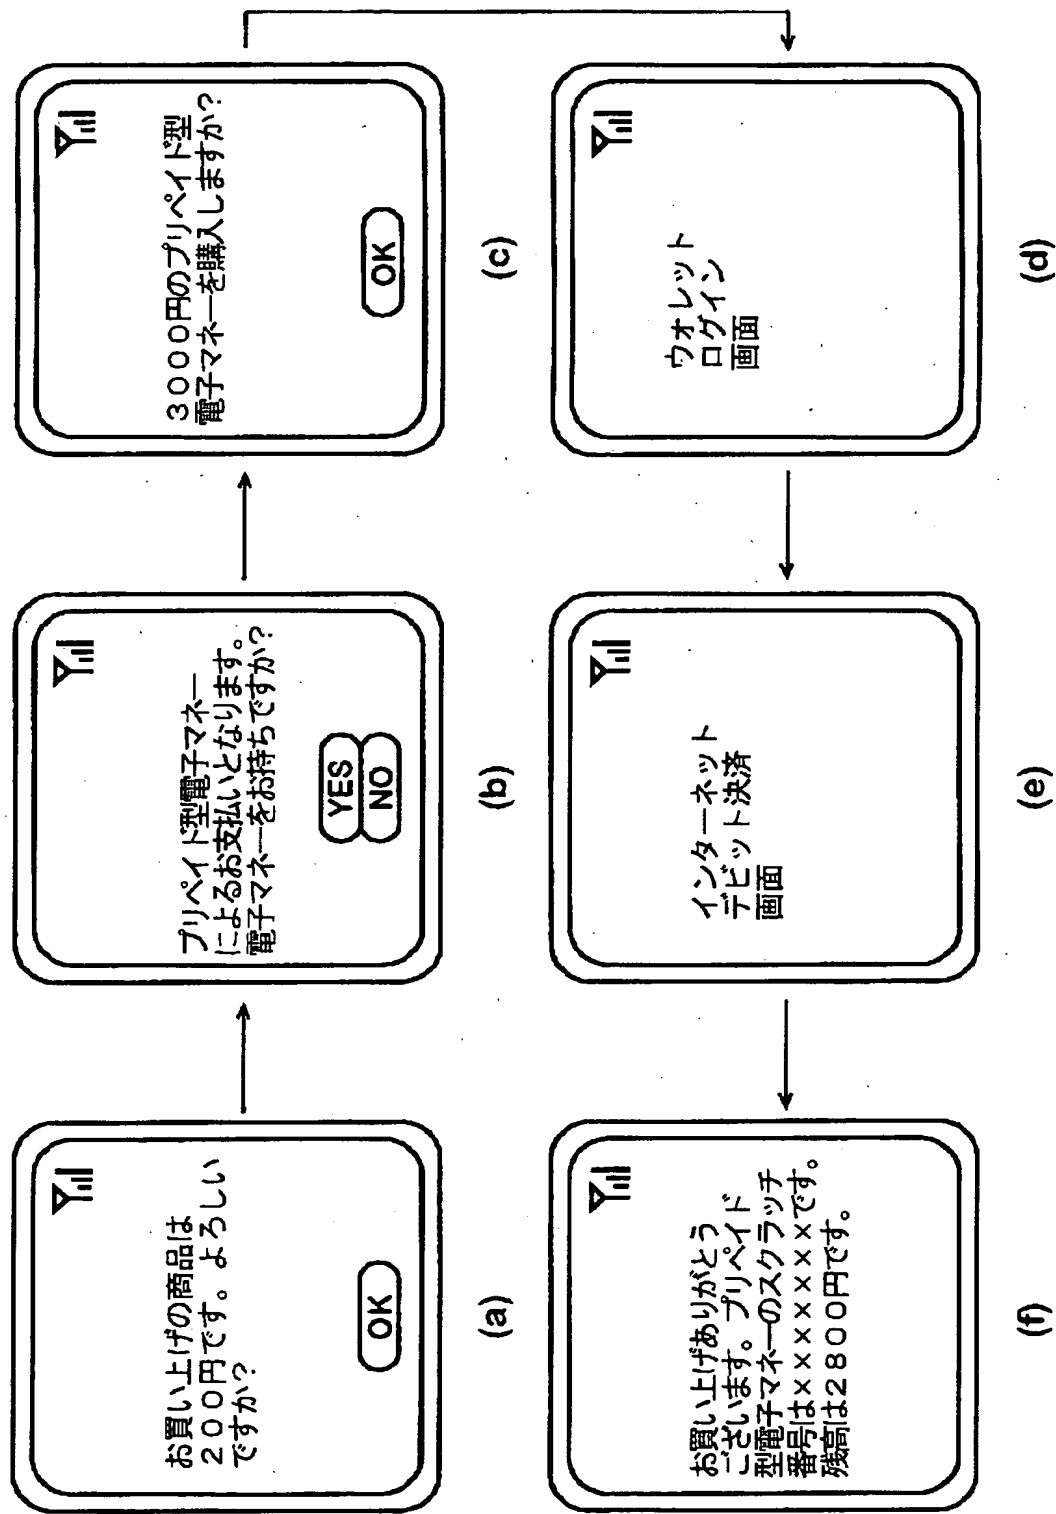 お買い上げの商品は
200円です。よろしい
ですか?
OK
(a)
プリペイド型電子マネー
によるお支払いとなります。
電子マネーをお持ちですか?
YES
NO
(b)
3000円のプリペイド型
電子マネーを購入しますか?
OK
(c)
ウォレット
ログイン
画面
(d)
インターネット
デビット決済
画面
(e)
お買い上げありがとう
ございます。プリペイド
型電子マネーのスクラッチ
番号は××××××××です。
残高は2800円です。
(f)